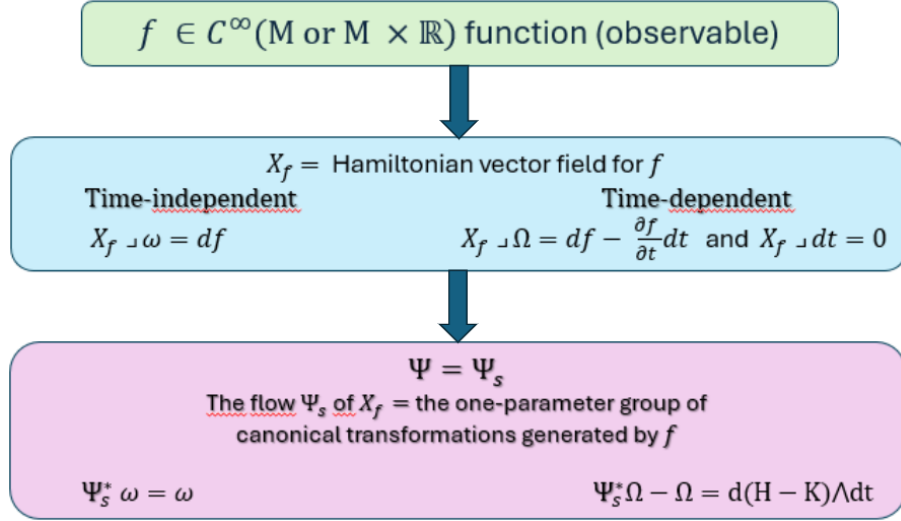 f ∈ C^∞(M or M × ℝ) function (observable)
X_f = Hamiltonian vector field for f
Time-independent Time-dependent
X_f ⌟ ω = df X_f ⌟ Ω = df − ∂f/∂t dt and X_f ⌟ dt = 0
Ψ = Ψ_s
The flow Ψ_s of X_f = the one-parameter group of
canonical transformations generated by f
Ψ_s^* ω = ω Ψ_s^*Ω − Ω = d(H − K)⋀dt